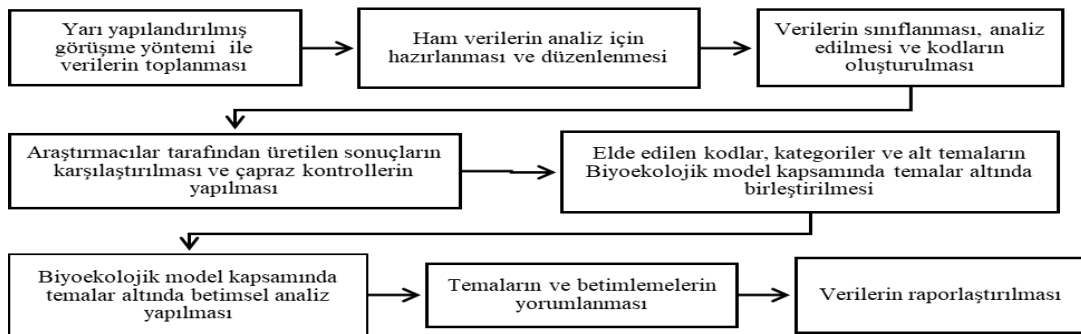 Yarı yapılandırılmış
görüşme yöntemi ile
verilerin toplanması
Ham verilerin analiz için
hazırlanması ve düzenlenmesi
Verilerin sınıflanması, analiz
edilmesi ve kodların
oluşturulması
Araştırmacılar tarafından üretilen sonuçların
karşılaştırılması ve çapraz kontrollerin
yapılması
Elde edilen kodlar, kategoriler ve alt temaların
Biyoekolojik model kapsamında temalar altında
birleştirilmesi
Biyoekolojik model kapsamında
temalar altında betimsel analiz
yapılması
Temaların ve betimlemelerin
yorumlanması
Verilerin raporlaştırılması